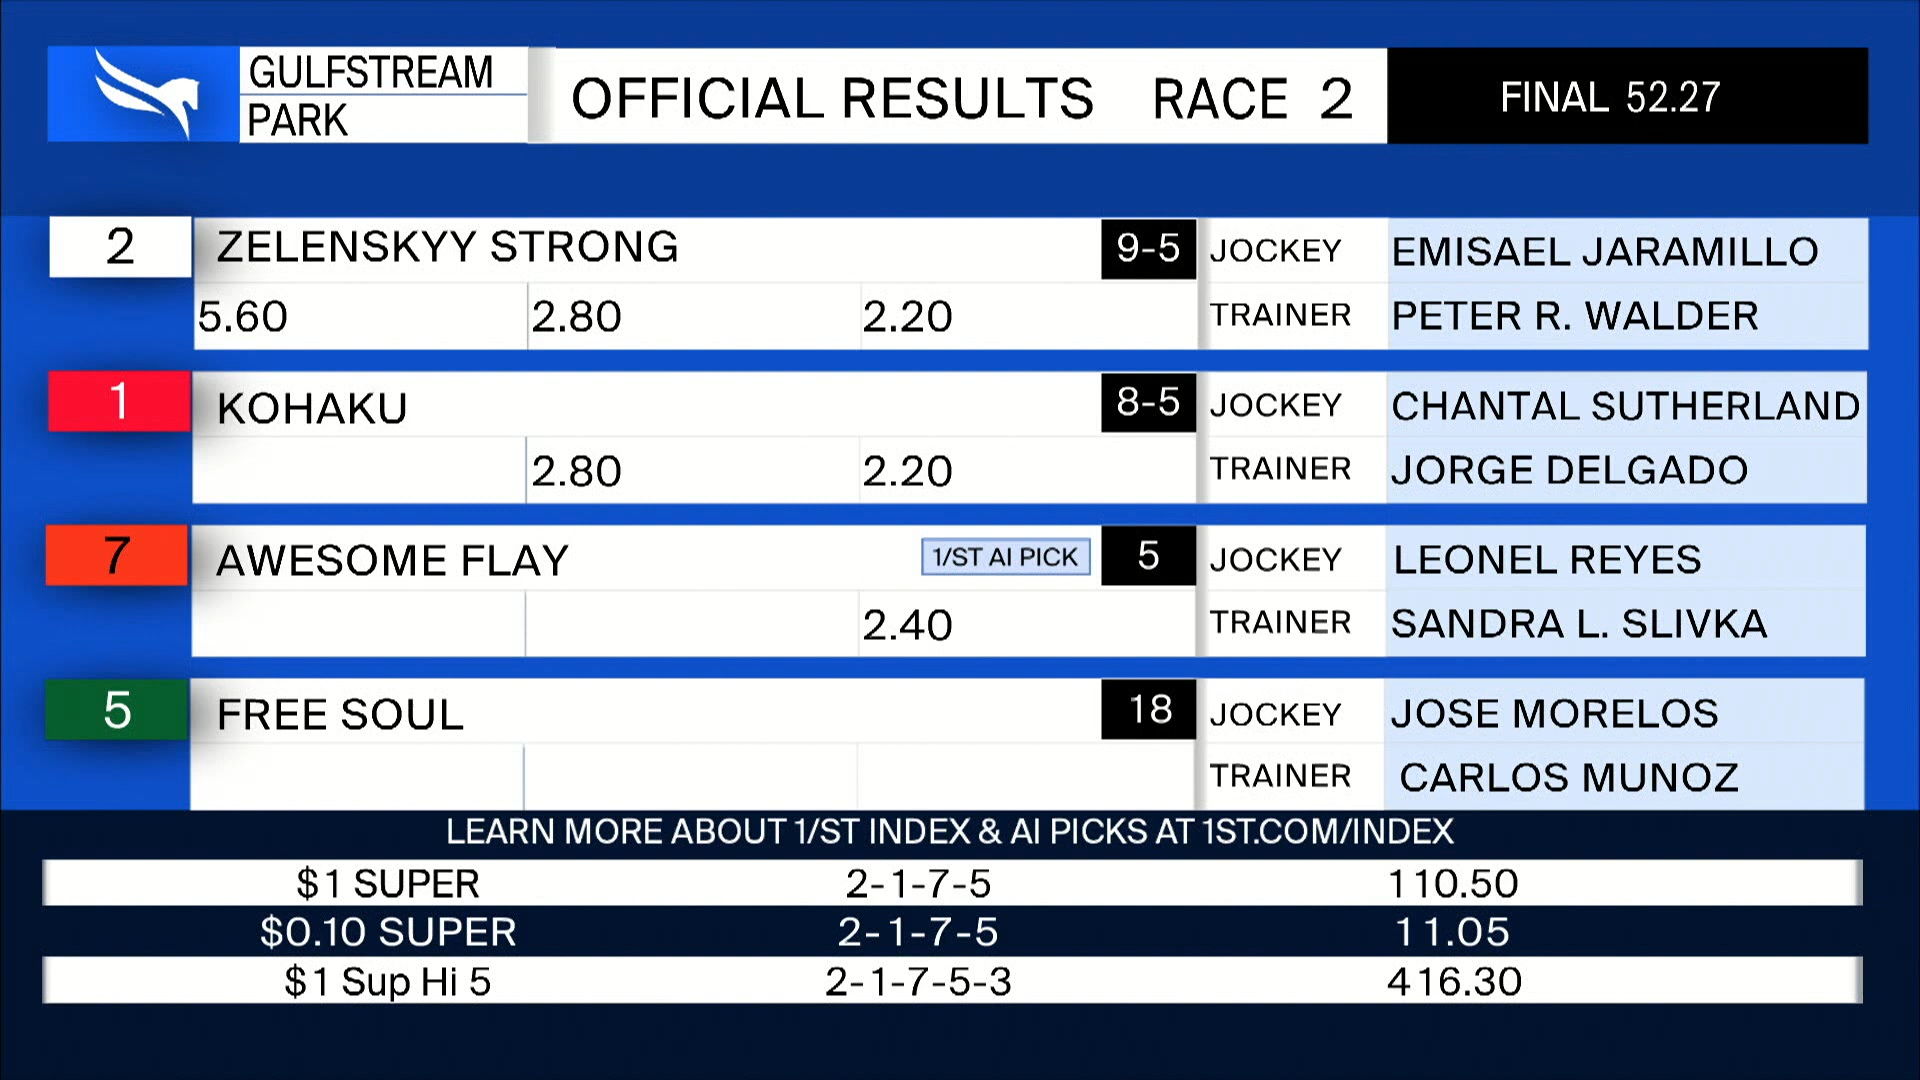 GULFSTREAM
PARK
OFFICIAL RESULTS RACE 2
FINAL 52.27
2 ZELENSKYY STRONG 9-5 JOCKEY EMISAEL JARAMILLO
5.60 2.80 2.20 TRAINER PETER R. WALDER
1 KOHAKU 8-5 JOCKEY CHANTAL SUTHERLAND
2.80 2.20 TRAINER JORGE DELGADO
7 AWESOME FLAY 1/ST AI PICK 5 JOCKEY LEONEL REYES
2.40 TRAINER SANDRA L. SLIVKA
5 FREE SOUL 18 JOCKEY JOSE MORELOS
TRAINER CARLOS MUNOZ
LEARN MORE ABOUT 1/ST INDEX & AI PICKS AT 1ST.COM/INDEX
$1 SUPER 2-1-7-5 110.50
$0.10 SUPER 2-1-7-5 11.05
$1 Sup Hi 5 2-1-7-5-3 416.30